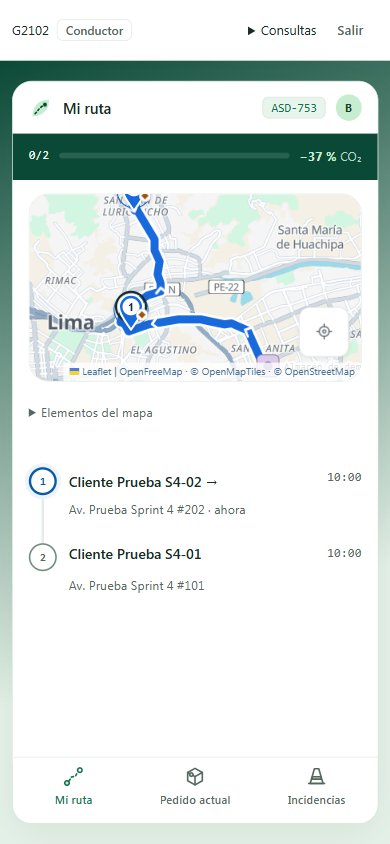 G2102 Conductor ▶ Consultas Salir
Mi ruta ASD-753 B
0/2 −37 % CO₂
Santa María
de Huachipa
RIMAC
PE-22
N
1
Lima
EL AGUSTINO
SAN
ANITA
Leaflet | OpenFreeMap · © OpenMapTiles · © OpenStreetMap
▶ Elementos del mapa
1 Cliente Prueba S4-02 → 10:00
Av. Prueba Sprint 4 #202 · ahora
2 Cliente Prueba S4-01 10:00
Av. Prueba Sprint 4 #101
Mi ruta Pedido actual Incidencias